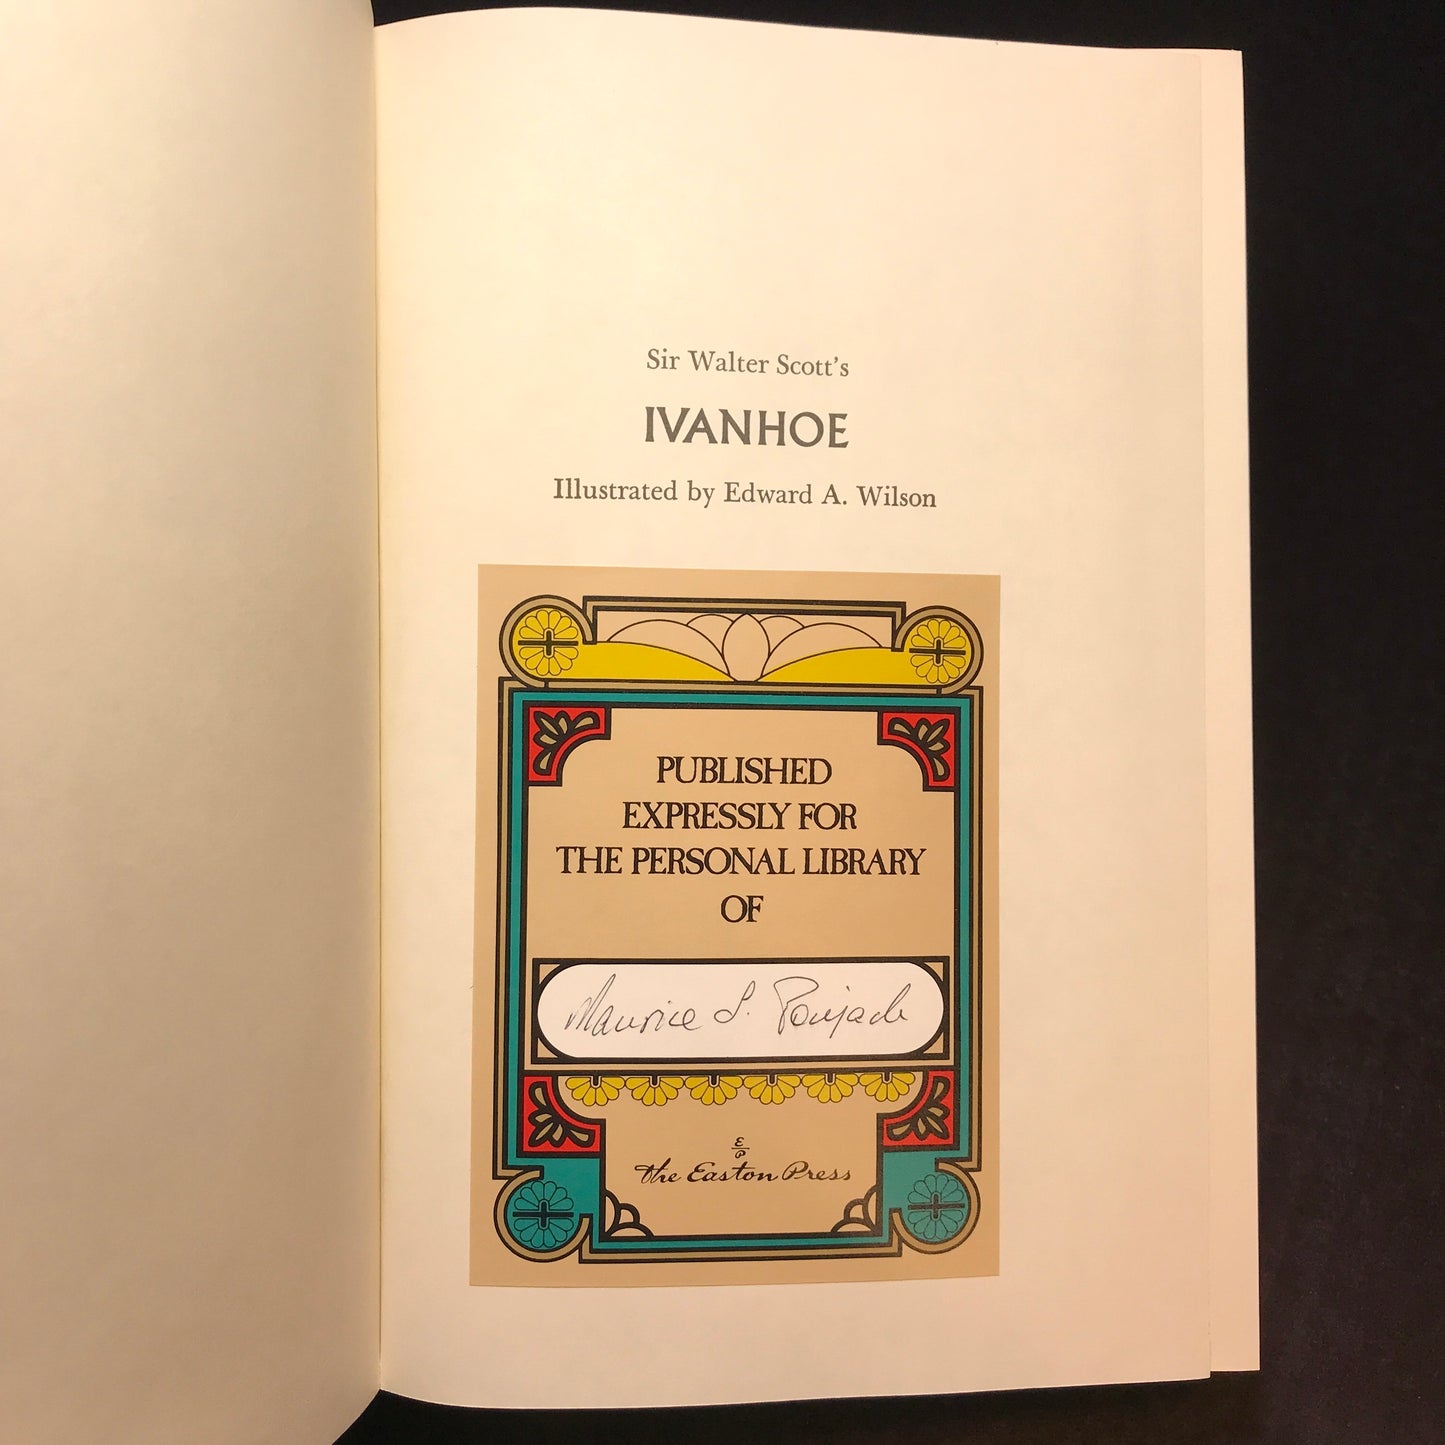 Sir Walter Scott's
IVANHOE
Illustrated by Edward A. Wilson
PUBLISHED
EXPRESSLY FOR
THE PERSONAL LIBRARY
OF
Maurice S.
E/P
The Easton Press